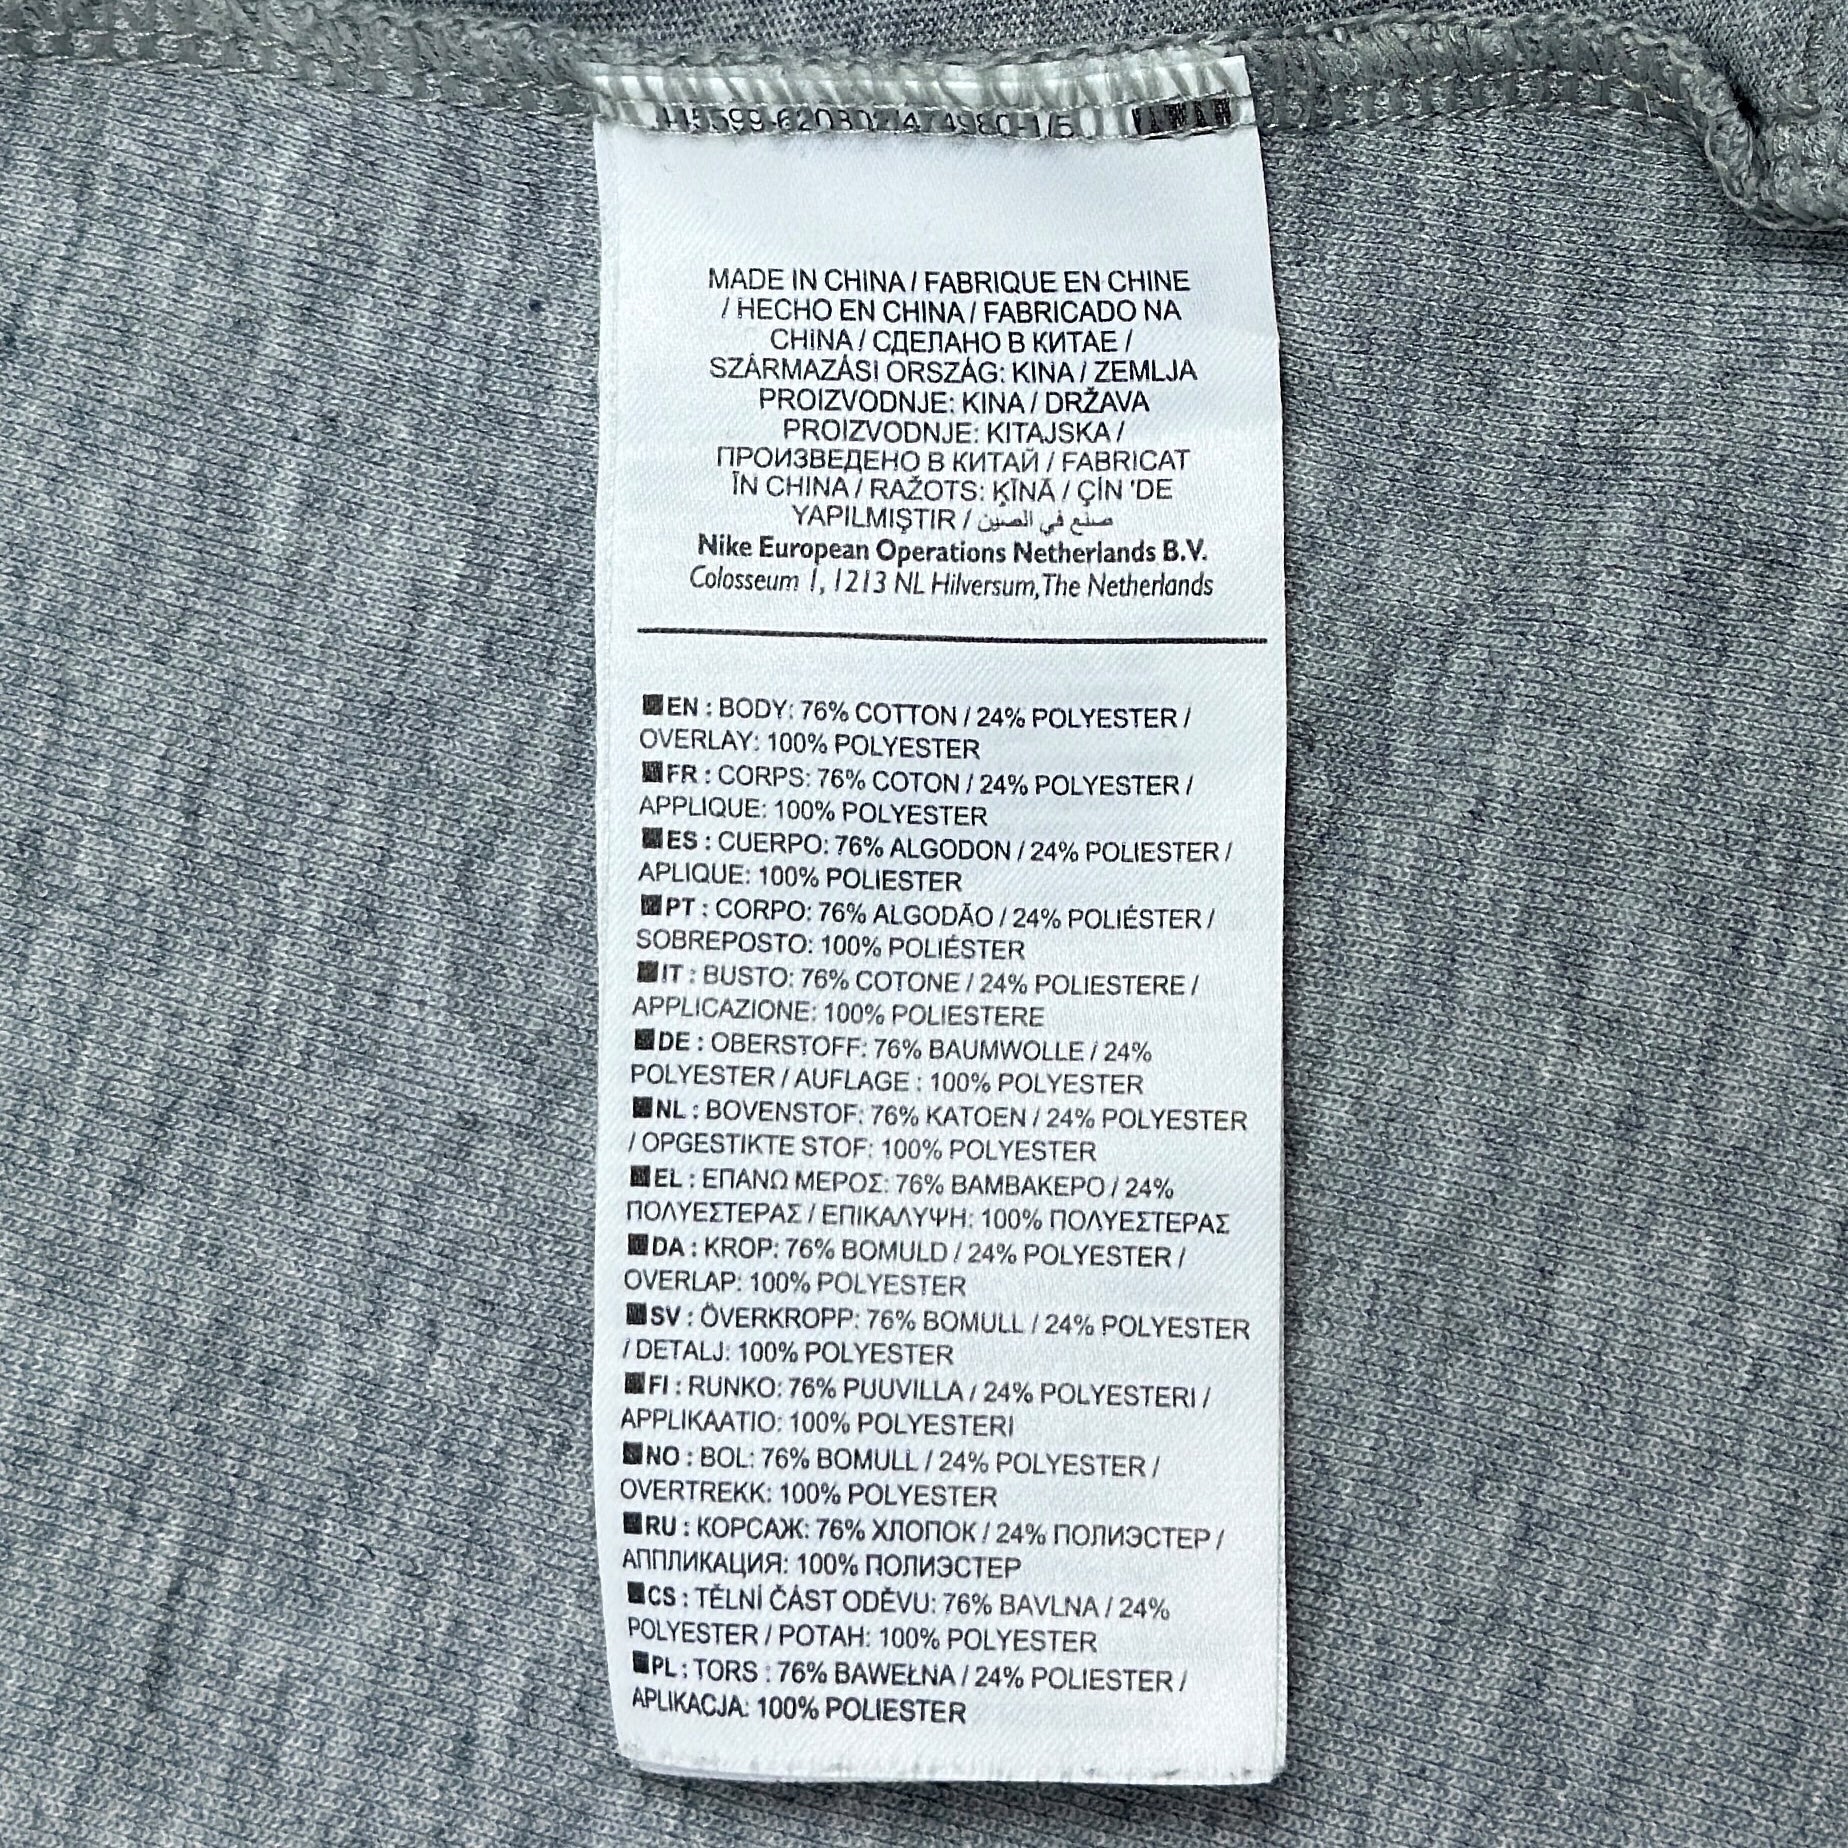 MADE IN CHINA / FABRIQUE EN CHINE
/ HECHO EN CHINA / FABRICADO NA
CHINA / СДЕЛАНО В КИТАЕ /
SZÁRMAZÁSI ORSZÁG: KINA / ZEMLJA
PROIZVODNJE: KINA / DRŽAVA
PROIZVODNJE: KITAJSKA /
ПРОИЗВЕДЕНО В КИТАЙ / FABRICAT
ÎN CHINA / RAŽOTS: ĶĪNĀ / ÇİN 'DE
YAPILMIŞTIR / صنع في الصين
Nike European Operations Netherlands B.V.
Colosseum 1, 1213 NL Hilversum, The Netherlands
EN : BODY: 76% COTTON / 24% POLYESTER /
OVERLAY: 100% POLYESTER
FR : CORPS: 76% COTON / 24% POLYESTER /
APPLIQUE: 100% POLYESTER
ES : CUERPO: 76% ALGODON / 24% POLIESTER /
APLIQUE: 100% POLIESTER
PT : CORPO: 76% ALGODÃO / 24% POLIÉSTER /
SOBREPOSTO: 100% POLIÉSTER
IT : BUSTO: 76% COTONE / 24% POLIESTERE /
APPLICAZIONE: 100% POLIESTERE
DE : OBERSTOFF: 76% BAUMWOLLE / 24%
POLYESTER / AUFLAGE : 100% POLYESTER
NL : BOVENSTOF: 76% KATOEN / 24% POLYESTER
/ OPGESTIKTE STOF: 100% POLYESTER
EL : ΕΠΑΝΩ ΜΕΡΟΣ: 76% ΒΑΜΒΑΚΕΡΟ / 24%
ΠΟΛΥΕΣΤΕΡΑΣ / ΕΠΙΚΑΛΥΨΗ: 100% ΠΟΛΥΕΣΤΕΡΑΣ
DA : KROP: 76% BOMULD / 24% POLYESTER /
OVERLAP: 100% POLYESTER
SV : ÖVERKROPP: 76% BOMULL / 24% POLYESTER
/ DETALJ: 100% POLYESTER
FI : RUNKO: 76% PUUVILLA / 24% POLYESTERI /
APPLIKAATIO: 100% POLYESTERI
NO : BOL: 76% BOMULL / 24% POLYESTER /
OVERTREKK: 100% POLYESTER
RU : КОРСАЖ: 76% ХЛОПОК / 24% ПОЛИЭСТЕР /
АППЛИКАЦИЯ: 100% ПОЛИЭСТЕР
CS : TĚLNÍ ČÁST ODĚVU: 76% BAVLNA / 24%
POLYESTER / POTAH: 100% POLYESTER
PL : TORS : 76% BAWEŁNA / 24% POLIESTER /
APLIKACJA: 100% POLIESTER